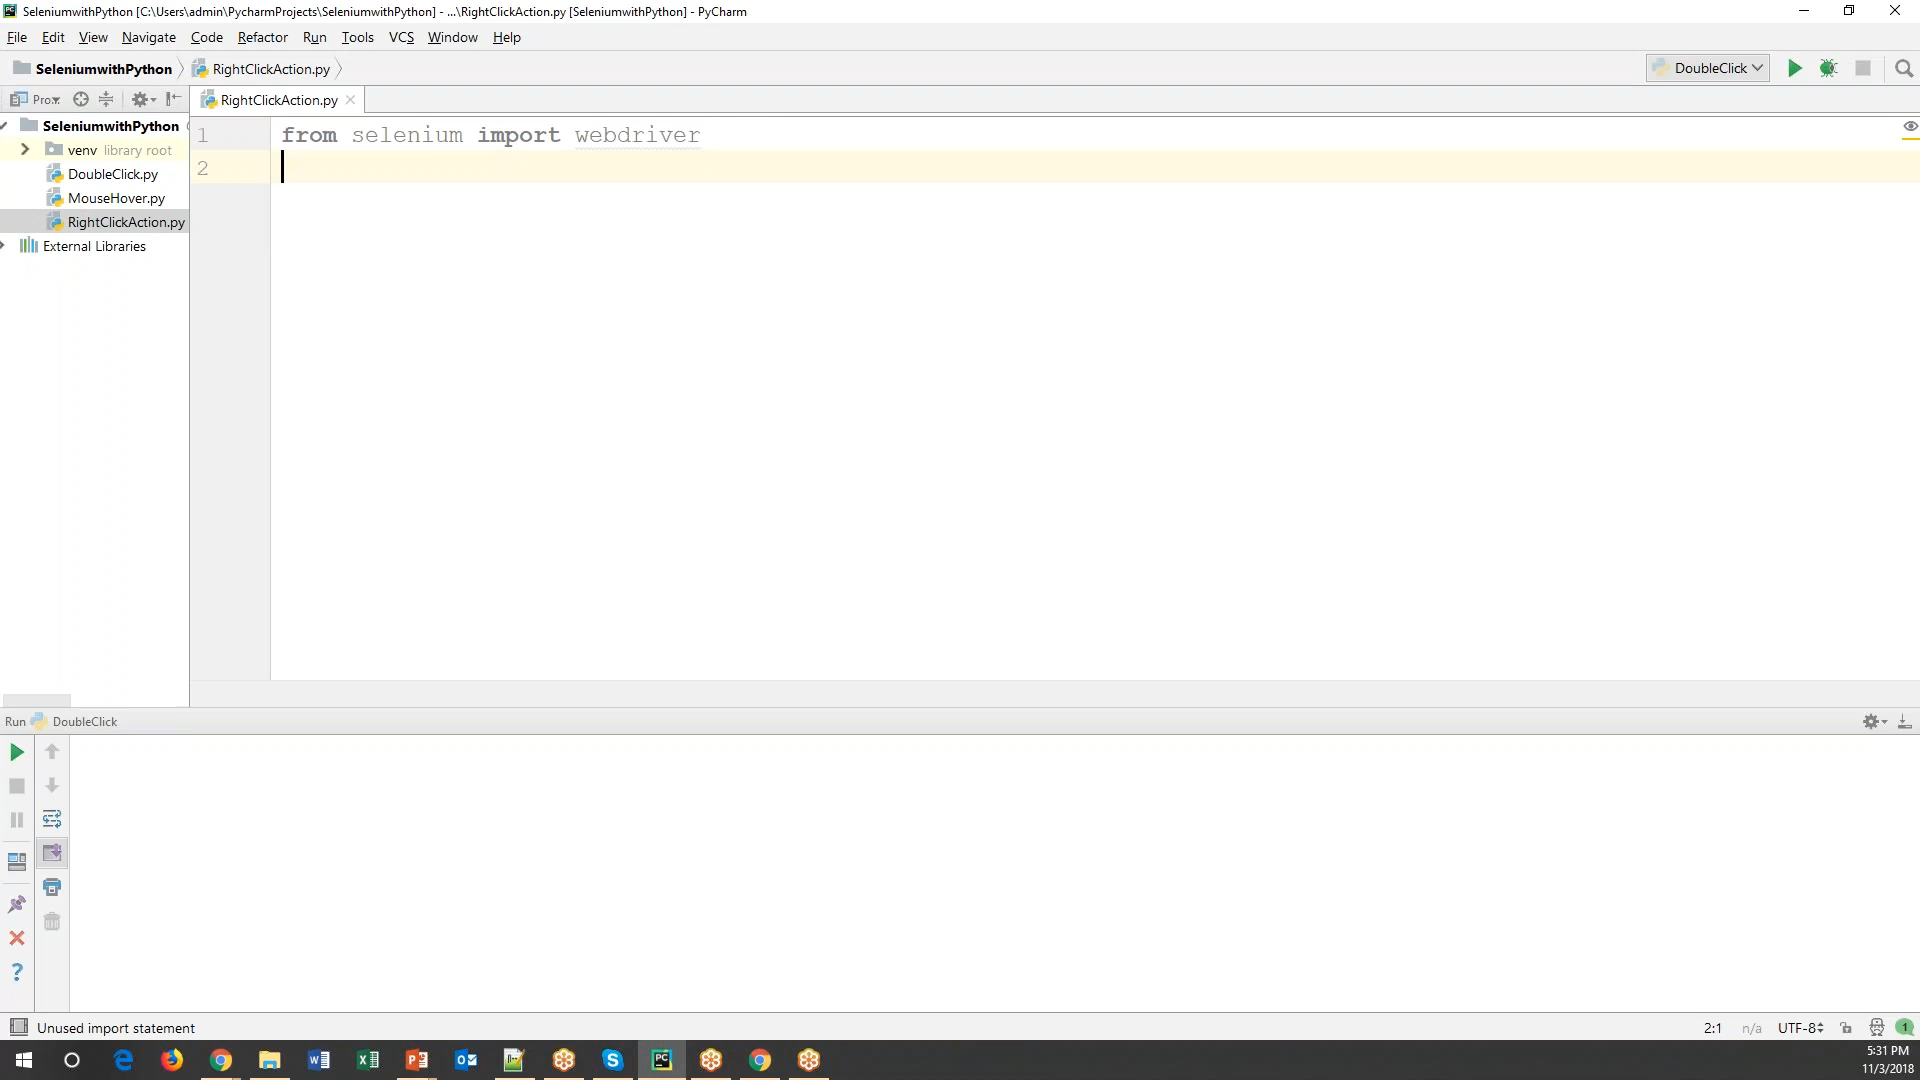 SeleniumwithPython [C:\Users\admin\PycharmProjects\SeleniumwithPython] - ...\RightClickAction.py [SeleniumwithPython] - PyCharm
File Edit View Navigate Code Refactor Run Tools VCS Window Help
SeleniumwithPython RightClickAction.py DoubleClick
Pro RightClickAction.py
SeleniumwithPython
venv library root
DoubleClick.py
MouseHover.py
RightClickAction.py
External Libraries
1 from selenium import webdriver
2
Run DoubleClick
Unused import statement 2:1 n/a UTF-8 1
5:31 PM
11/3/2018